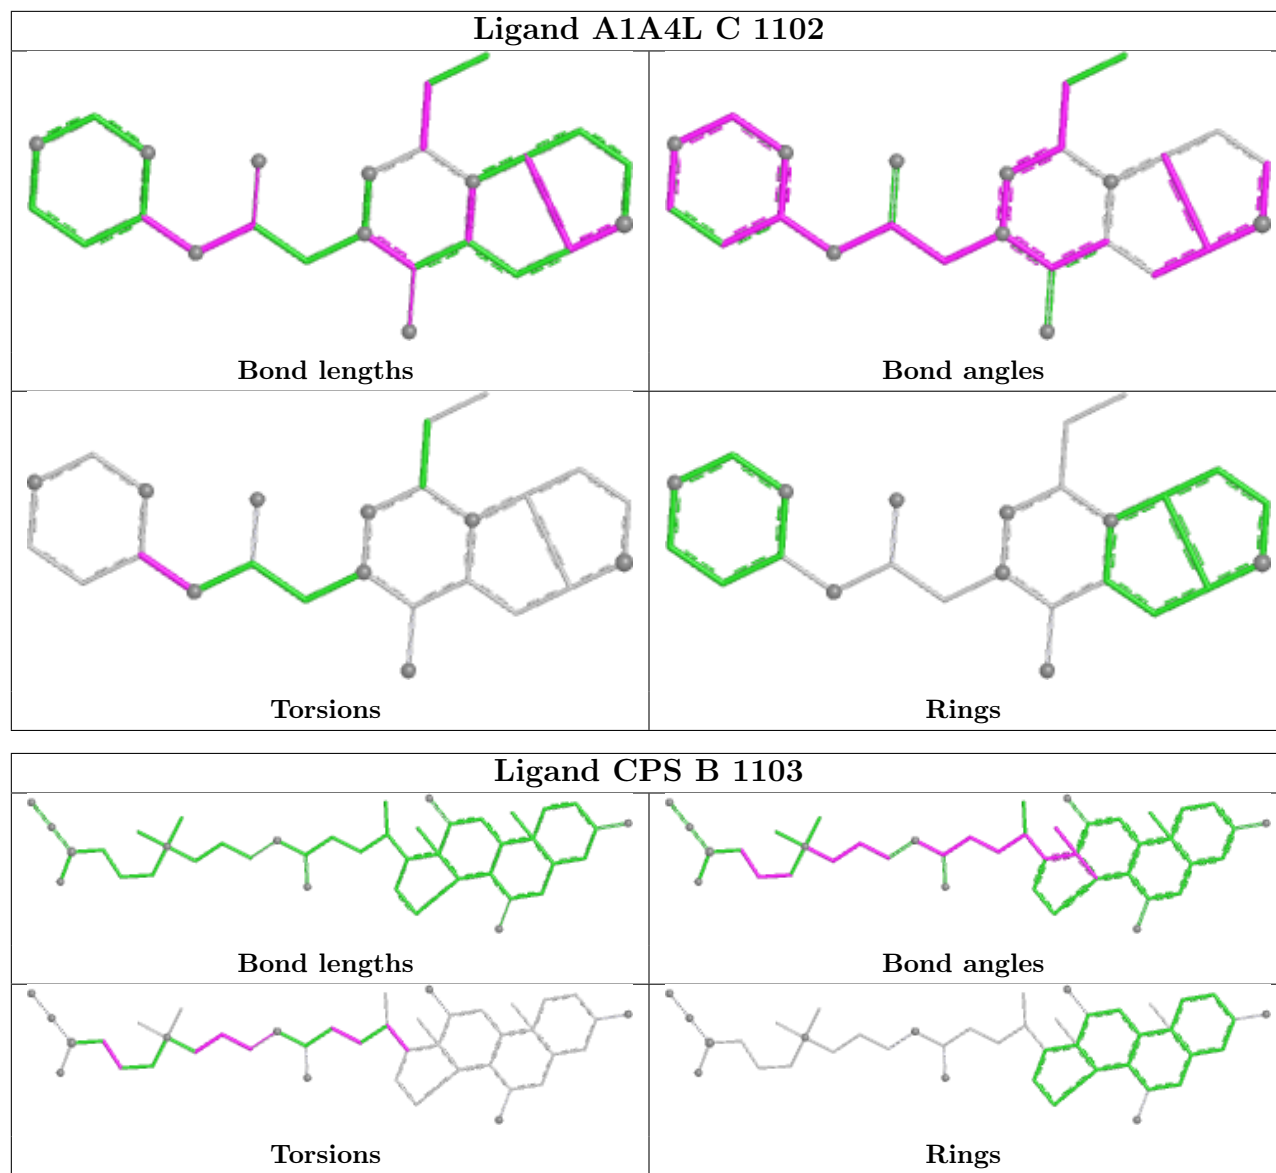 Ligand A1A4L C 1102
Bond lengths
Bond angles
Torsions
Rings
Ligand CPS B 1103
Bond lengths
Bond angles
Torsions
Rings